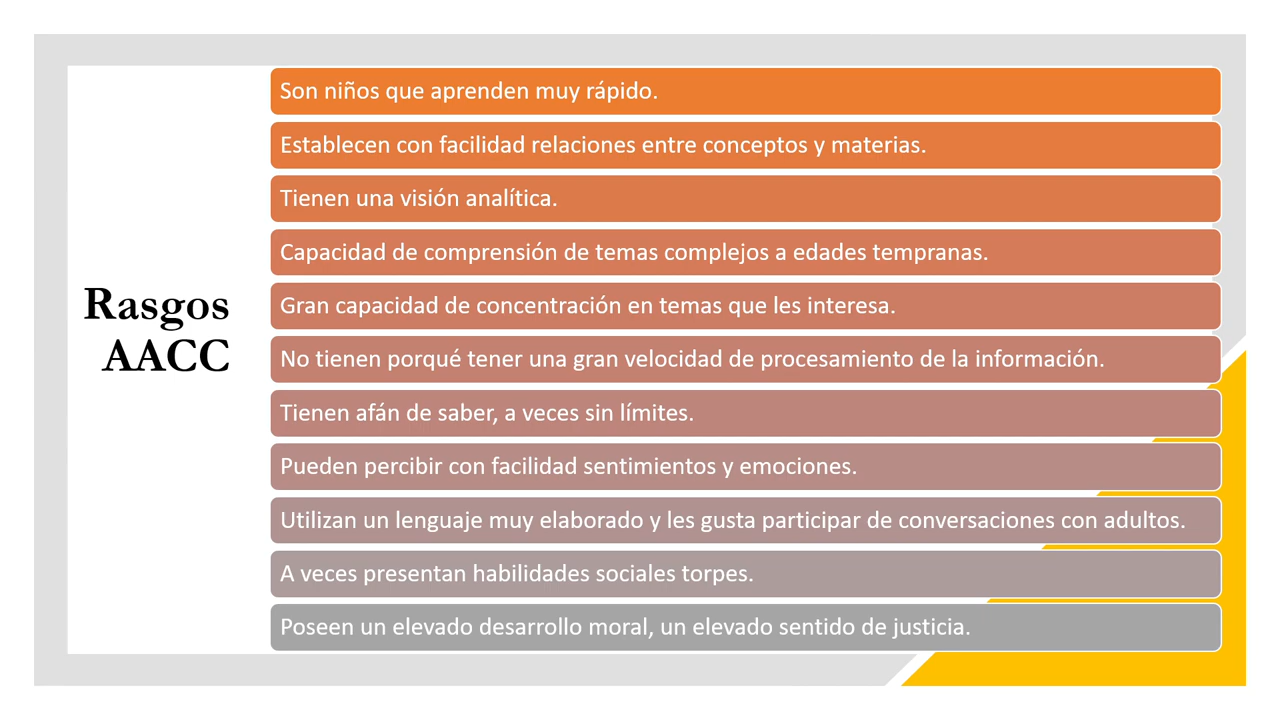 Rasgos
AACC
Son niños que aprenden muy rápido.
Establecen con facilidad relaciones entre conceptos y materias.
Tienen una visión analítica.
Capacidad de comprensión de temas complejos a edades tempranas.
Gran capacidad de concentración en temas que les interesa.
No tienen porqué tener una gran velocidad de procesamiento de la información.
Tienen afán de saber, a veces sin límites.
Pueden percibir con facilidad sentimientos y emociones.
Utilizan un lenguaje muy elaborado y les gusta participar de conversaciones con adultos.
A veces presentan habilidades sociales torpes.
Poseen un elevado desarrollo moral, un elevado sentido de justicia.